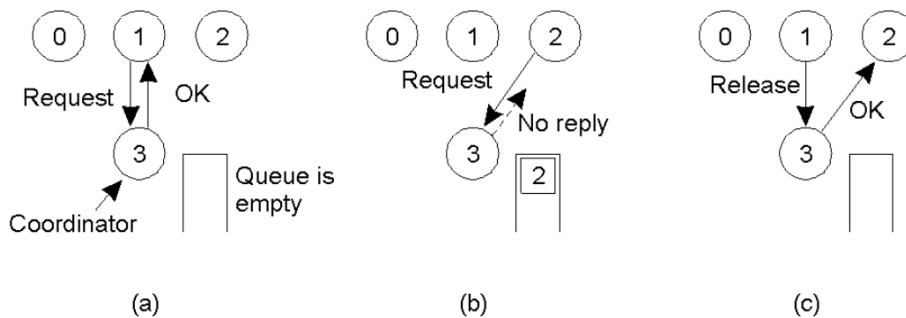 0 1 2
Request
OK
3
Queue is
empty
Coordinator
(a)
0 1 2
Request
No reply
3
2
(b)
0 1 2
Release
OK
3
(c)